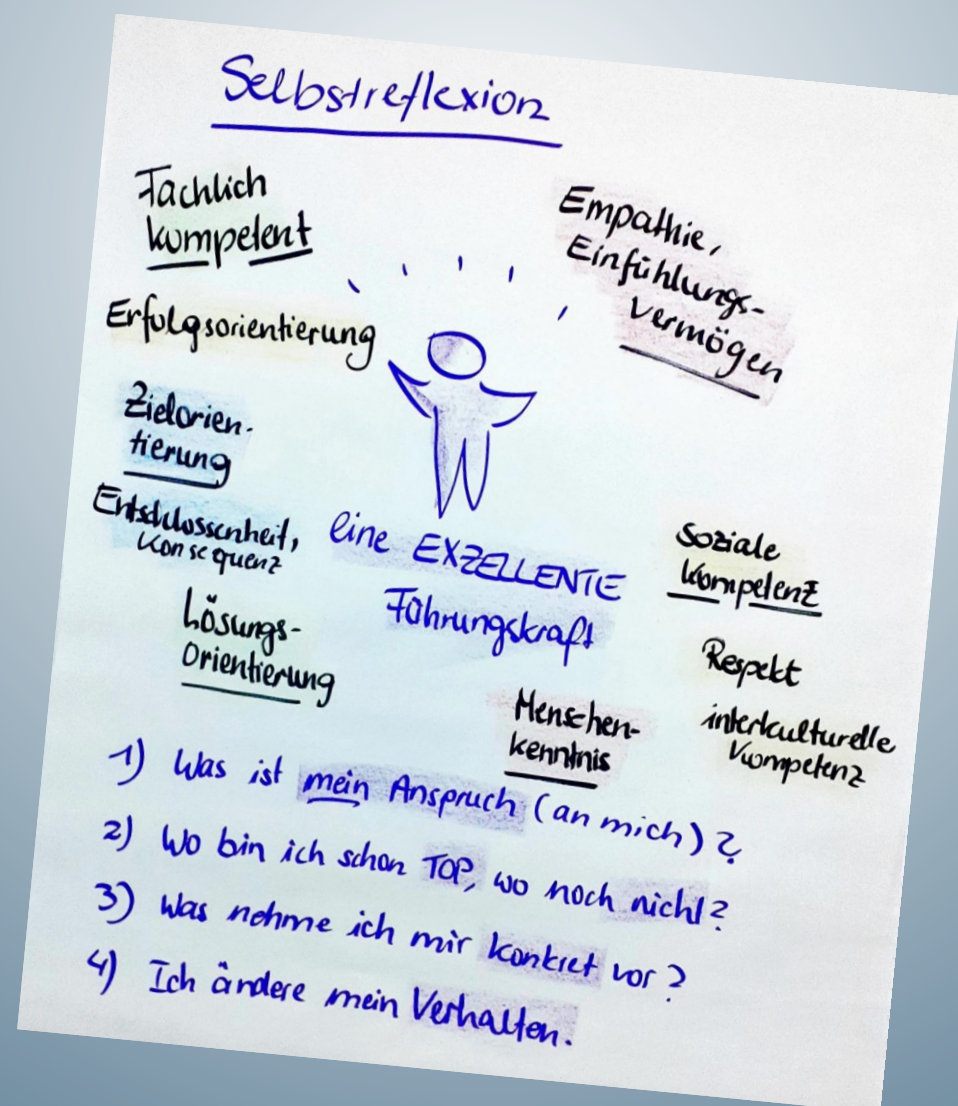 Selbstreflexion
Fachlich
kompetent
Empathie,
Einfühlungs-
vermögen
Erfolgsorientierung
Zielorien-
tierung
Entschlossenheit,
Konsequenz
eine EXZELLENTE
Führungskraft
Soziale
Kompetenz
Lösungs-
Orientierung
Respekt
Menschen-
kenntnis
interkulturelle
Kompetenz
1) Was ist mein Anspruch (an mich)?
2) Wo bin ich schon TOP, wo noch nicht?
3) Was nehme ich mir konkret vor?
4) Ich ändere mein Verhalten.